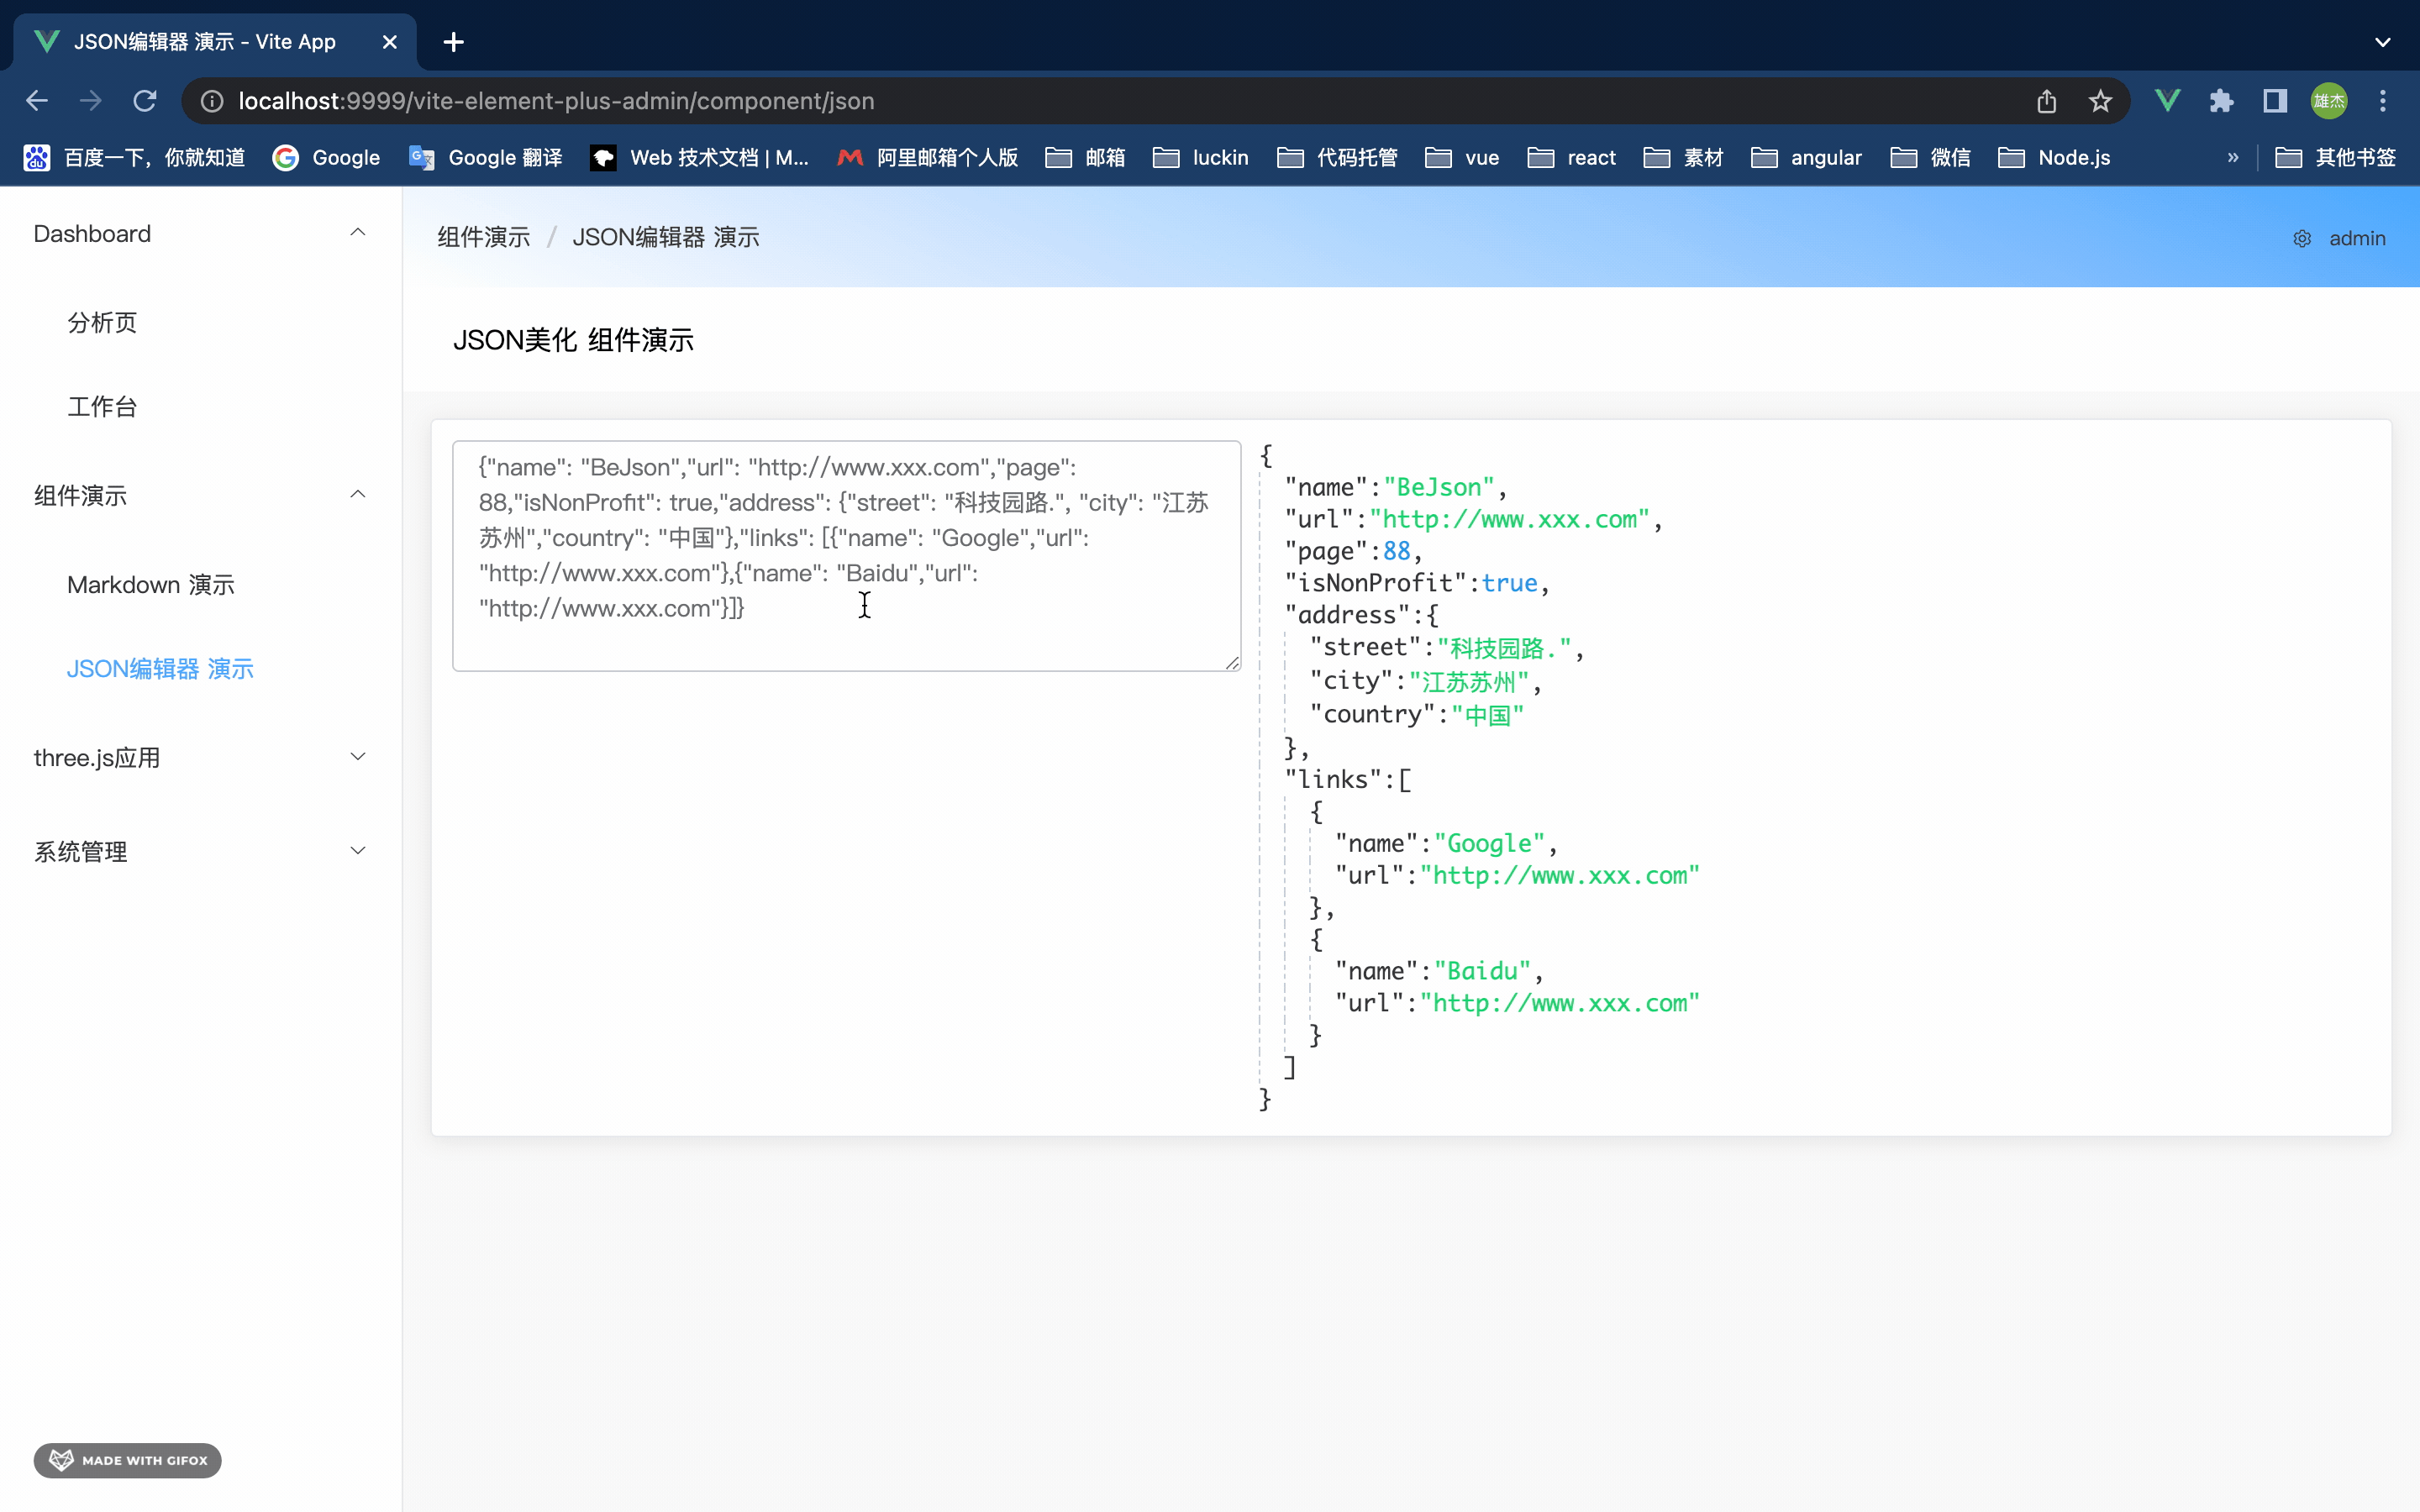 JSON编辑器 演示 - Vite App
localhost:9999/vite-element-plus-admin/component/json
雄杰
百度一下，你就知道 Google Google 翻译 Web 技术文档 | M... 阿里邮箱个人版 邮箱 luckin 代码托管 vue react 素材 angular 微信 Node.js » 其他书签
Dashboard
分析页
工作台
组件演示
Markdown 演示
JSON编辑器 演示
three.js应用
系统管理
MADE WITH GIFOX
组件演示 / JSON编辑器 演示
admin
JSON美化 组件演示
{"name": "BeJson","url": "http://www.xxx.com","page":
88,"isNonProfit": true,"address": {"street": "科技园路.", "city": "江苏
苏州","country": "中国"},"links": [{"name": "Google","url":
"http://www.xxx.com"},{"name": "Baidu","url":
"http://www.xxx.com"}]}
{
"name":"BeJson",
"url":"http://www.xxx.com",
"page":88,
"isNonProfit":true,
"address":{
"street":"科技园路.",
"city":"江苏苏州",
"country":"中国"
},
"links":[
{
"name":"Google",
"url":"http://www.xxx.com"
},
{
"name":"Baidu",
"url":"http://www.xxx.com"
}
]
}